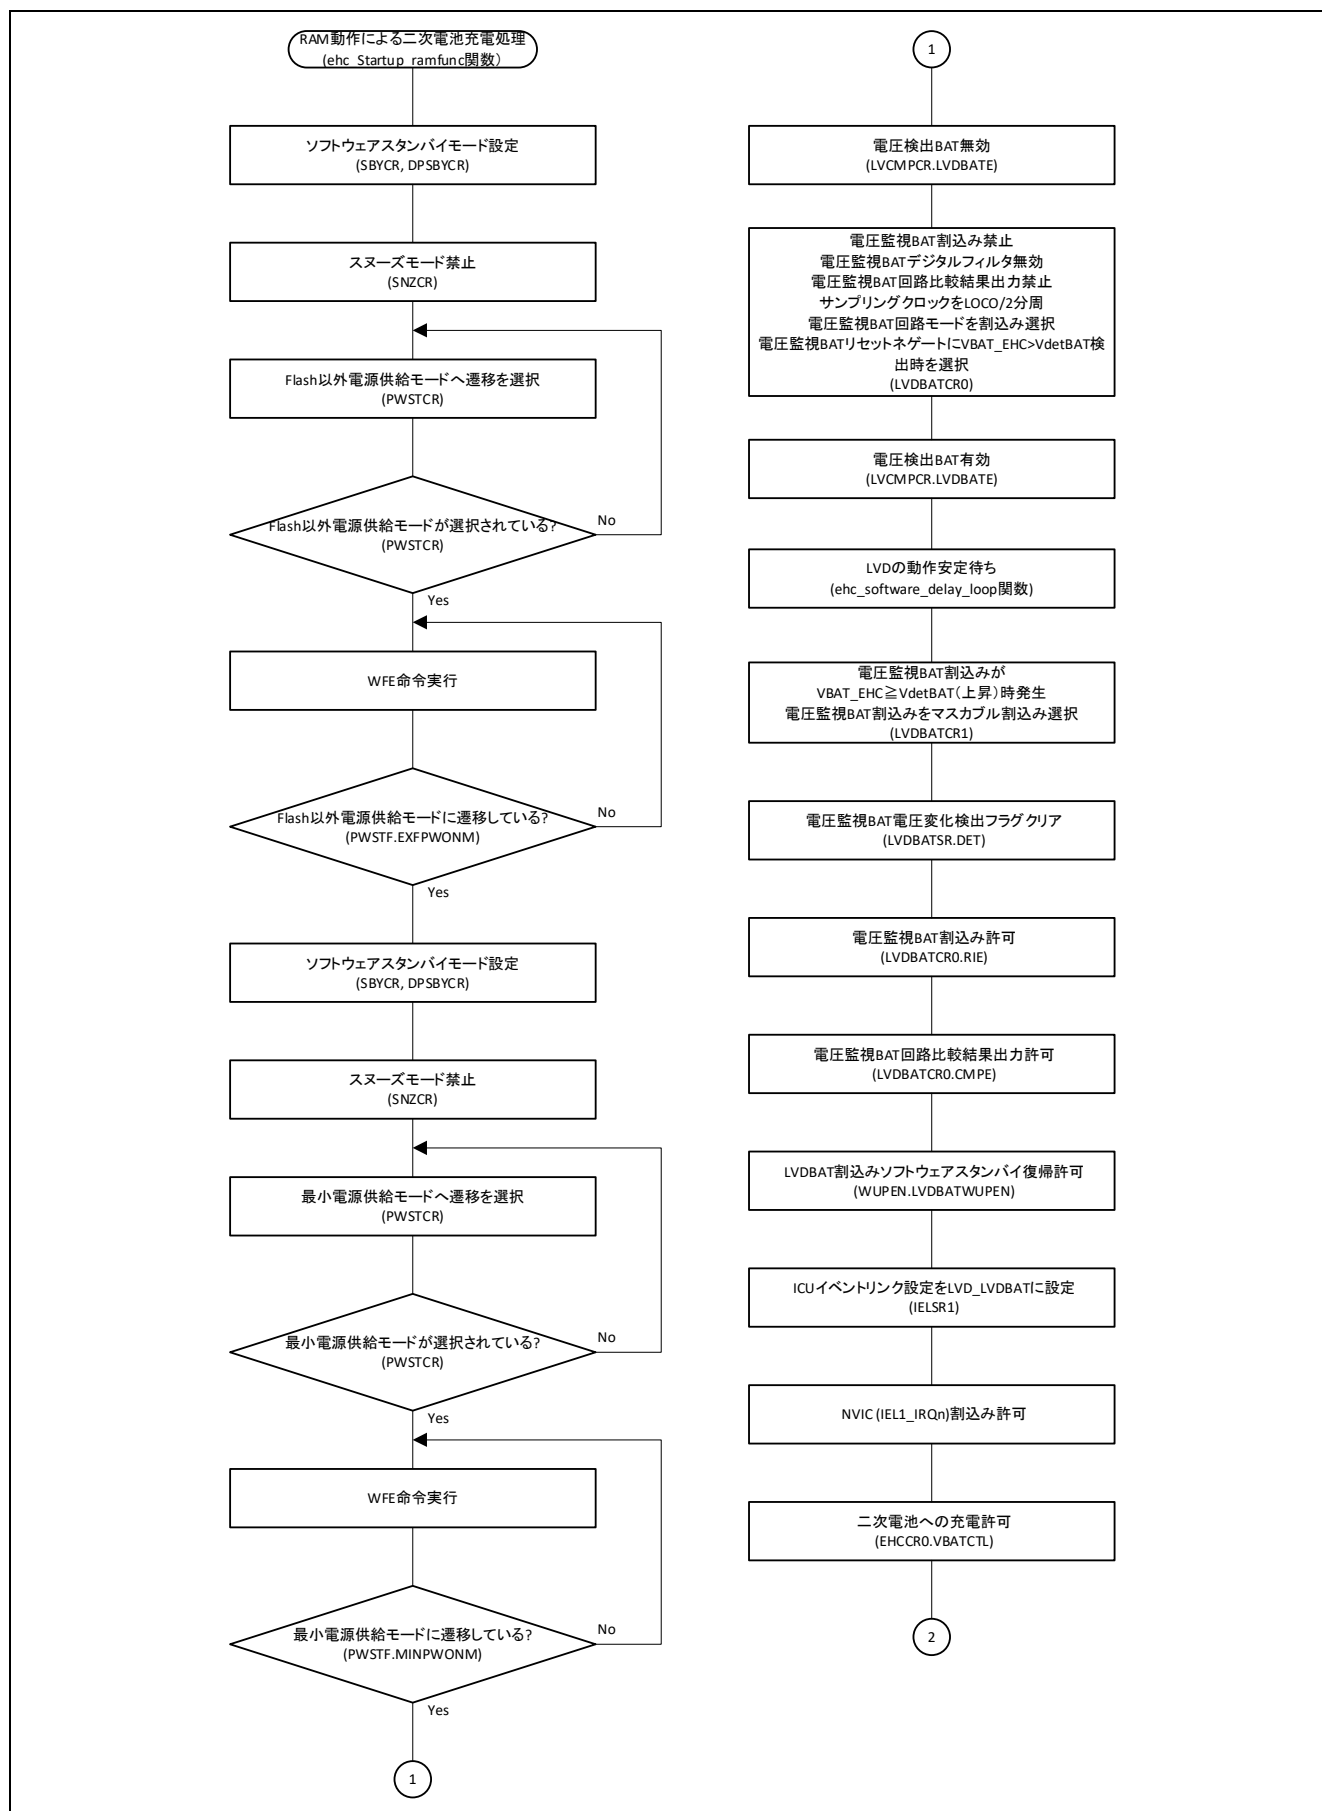 RAM動作による二次電池充電処理
(ehc_Startup_ramfunc関数)
ソフトウェアスタンバイモード設定
(SBYCR, DPSBYCR)
スヌーズモード禁止
(SNZCR)
Flash以外電源供給モードへ遷移を選択
(PWSTCR)
Flash以外電源供給モードが選択されている?
(PWSTCR)
No
Yes
WFE命令実行
Flash以外電源供給モードに遷移している?
(PWSTF.EXFPWONM)
No
Yes
ソフトウェアスタンバイモード設定
(SBYCR, DPSBYCR)
スヌーズモード禁止
(SNZCR)
最小電源供給モードへ遷移を選択
(PWSTCR)
最小電源供給モードが選択されている?
(PWSTCR)
No
Yes
WFE命令実行
最小電源供給モードに遷移している?
(PWSTF.MINPWONM)
No
Yes
1
1
電圧検出BAT無効
(LVCMPCR.LVDBATE)
電圧監視BAT割込み禁止
電圧監視BATデジタルフィルタ無効
電圧監視BAT回路比較結果出力禁止
サンプリングクロックをLOCO/2分周
電圧監視BAT回路モードを割込み選択
電圧監視BATリセットネゲートにVBAT_EHC>VdetBAT検
出時を選択
(LVDBATCR0)
電圧検出BAT有効
(LVCMPCR.LVDBATE)
LVDの動作安定待ち
(ehc_software_delay_loop関数)
電圧監視BAT割込みが
VBAT_EHC≧VdetBAT(上昇)時発生
電圧監視BAT割込みをマスカブル割込み選択
(LVDBATCR1)
電圧監視BAT電圧変化検出フラグクリア
(LVDBATSR.DET)
電圧監視BAT割込み許可
(LVDBATCR0.RIE)
電圧監視BAT回路比較結果出力許可
(LVDBATCR0.CMPE)
LVDBAT割込みソフトウェアスタンバイ復帰許可
(WUPEN.LVDBATWUPEN)
ICUイベントリンク設定をLVD_LVDBATに設定
(IELSR1)
NVIC (IEL1_IRQn)割込み許可
二次電池への充電許可
(EHCCR0.VBATCTL)
2